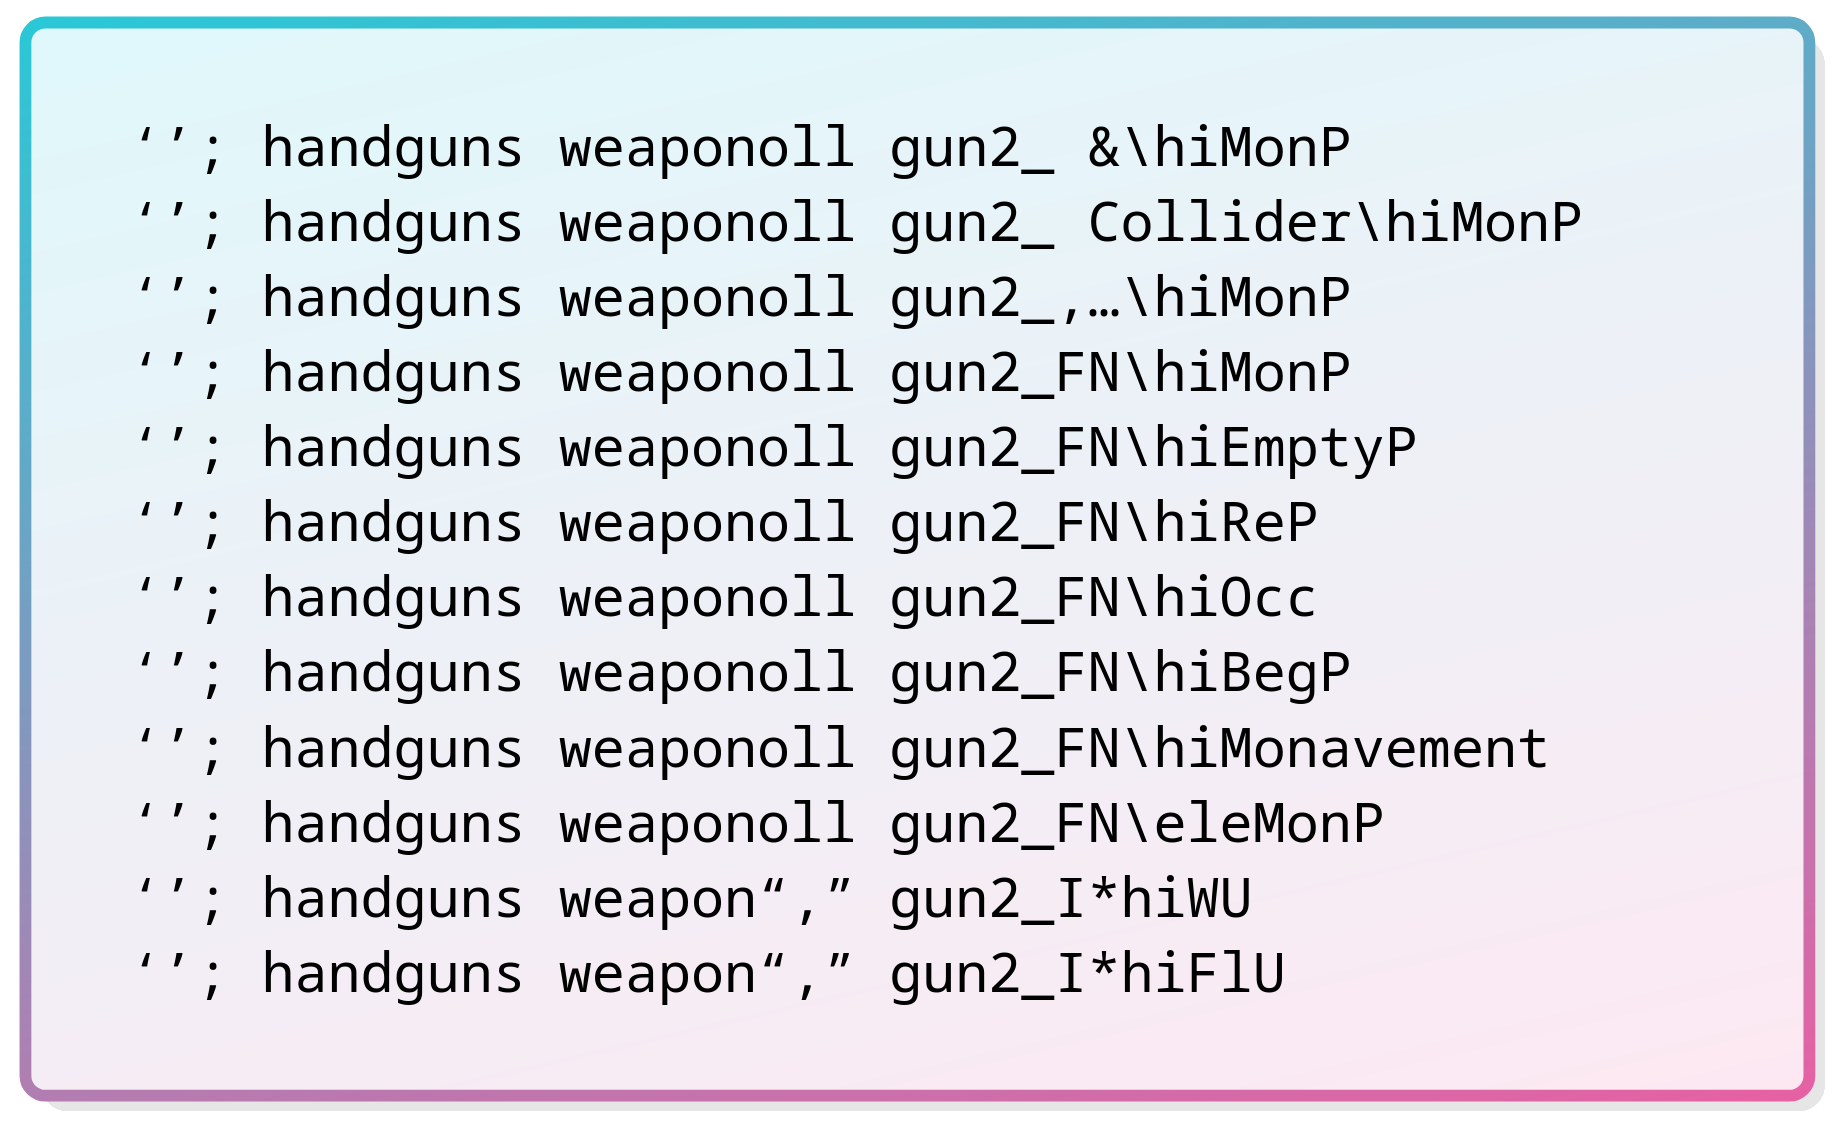 ‘’; handguns weaponoll gun2_ &\hiMonP
‘’; handguns weaponoll gun2_ Collider\hiMonP
‘’; handguns weaponoll gun2_,…\hiMonP
‘’; handguns weaponoll gun2_FN\hiMonP
‘’; handguns weaponoll gun2_FN\hiEmptyP
‘’; handguns weaponoll gun2_FN\hiReP
‘’; handguns weaponoll gun2_FN\hiOcc
‘’; handguns weaponoll gun2_FN\hiBegP
‘’; handguns weaponoll gun2_FN\hiMonavement
‘’; handguns weaponoll gun2_FN\eleMonP
‘’; handguns weapon“,” gun2_I*hiWU
‘’; handguns weapon“,” gun2_I*hiFlU